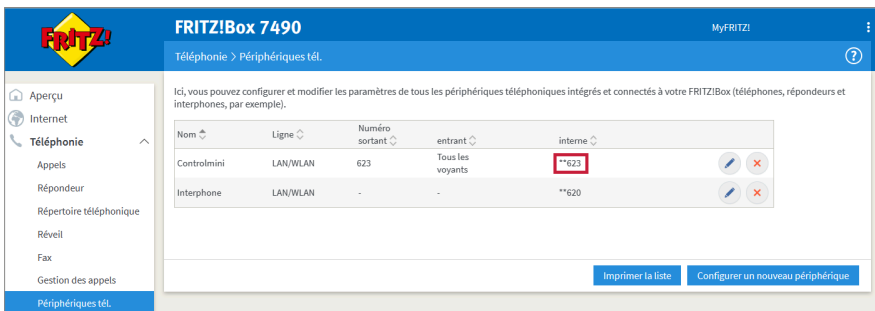 FRITZ!
FRITZ!Box 7490
MyFRITZ!
Téléphonie > Périphériques tél.
?
Aperçu
Internet
Téléphonie
Appels
Répondeur
Répertoire téléphonique
Réveil
Fax
Gestion des appels
Périphériques tél.
Ici, vous pouvez configurer et modifier les paramètres de tous les périphériques téléphoniques intégrés et connectés à votre FRITZ!Box (téléphones, répondeurs et
interphones, par exemple).
Nom Ligne Numéro sortant entrant interne
Controlmini LAN/WLAN 623 Tous les voyants **623
Interphone LAN/WLAN - - **620
Imprimer la liste Configurer un nouveau périphérique